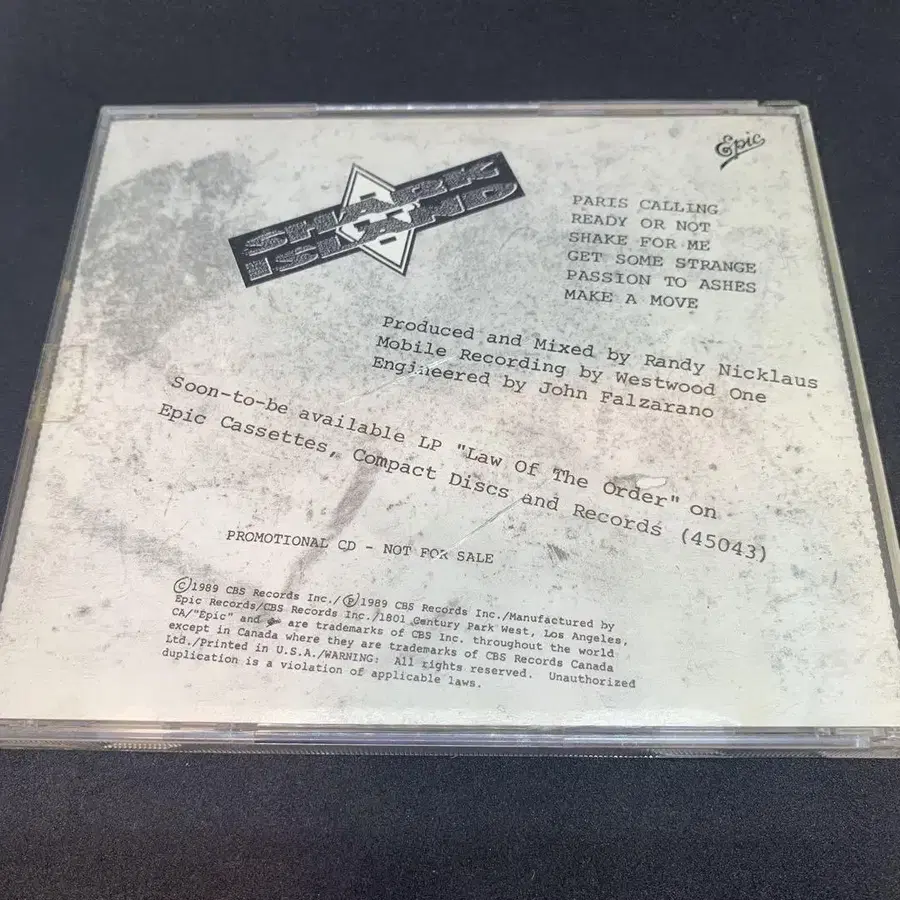 Epic
SHARK
ISLAND
PARIS CALLING
READY OR NOT
SHAKE FOR ME
GET SOME STRANGE
PASSION TO ASHES
MAKE A MOVE
Produced and Mixed by Randy Nicklaus
Mobile Recording by Westwood One
Engineered by John Falzarano
Soon-to-be available LP "Law Of The Order" on
Epic Cassettes, Compact Discs and Records (45043)
PROMOTIONAL CD - NOT FOR SALE
©1989 CBS Records Inc./℗1989 CBS Records Inc./Manufactured by
Epic Records/CBS Records Inc./1801 Century Park West, Los Angeles,
CA/"Epic" and are trademarks of CBS Inc. throughout the world
except in Canada where they are trademarks of CBS Records Canada
Ltd./Printed in U.S.A./WARNING: All rights reserved. Unauthorized
duplication is a violation of applicable laws.